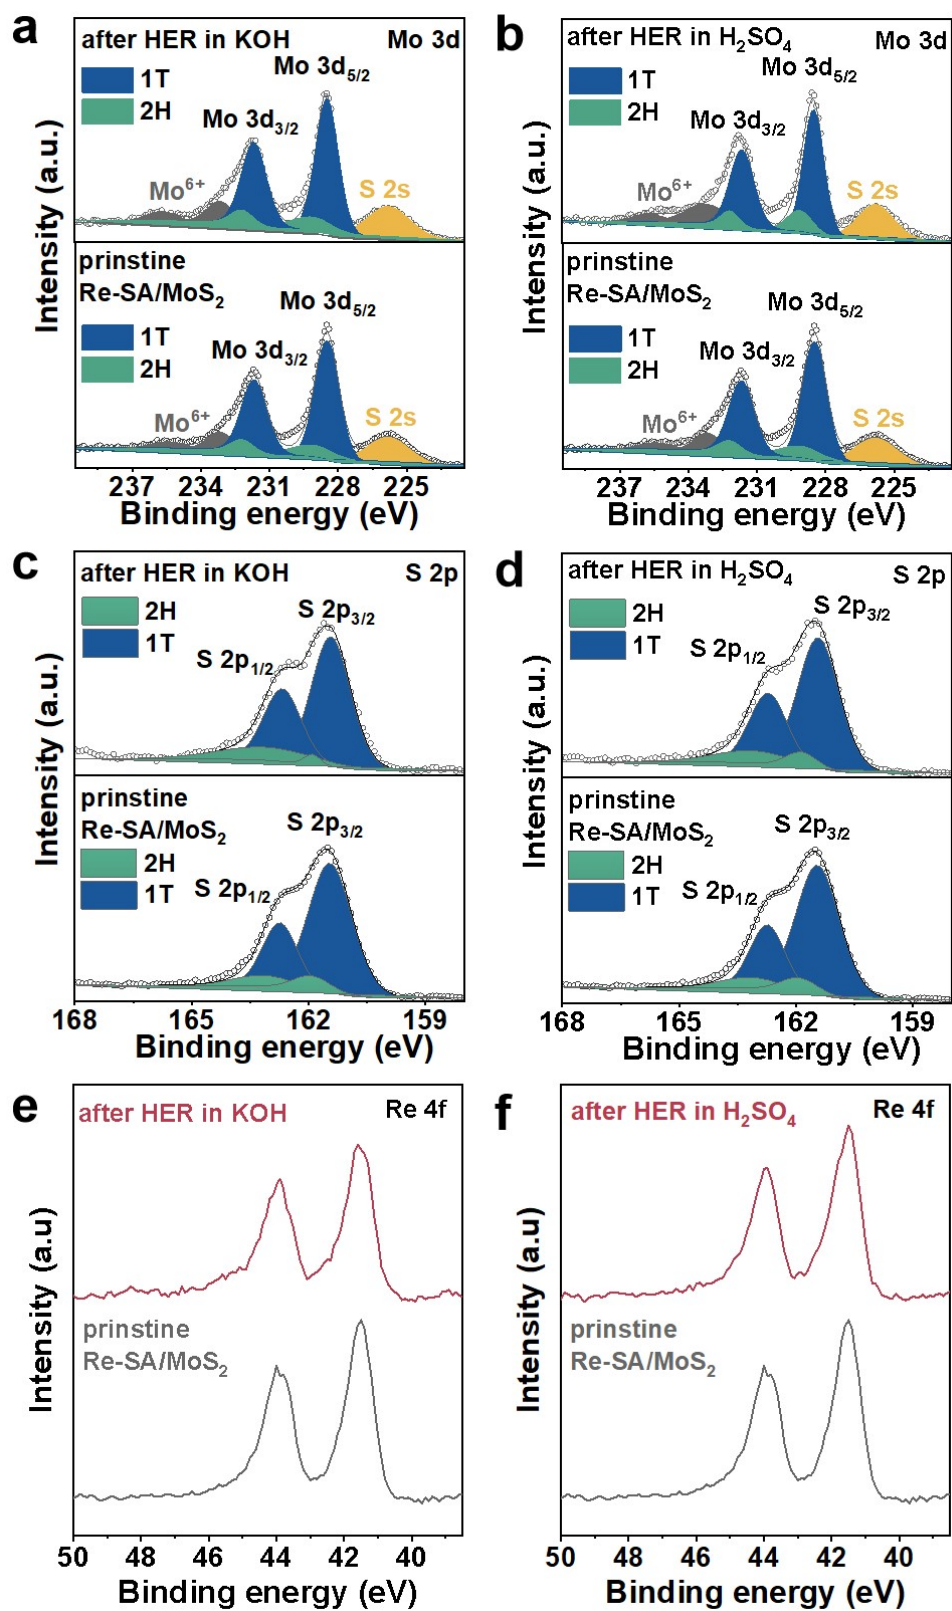 a
after HER in KOH
Mo 3d
1T
2H
Mo 3d5/2
Mo 3d3/2
Mo6+
S 2s
prinstine
Re-SA/MoS2
1T
2H
Mo 3d5/2
Mo 3d3/2
Mo6+
S 2s
Intensity (a.u.)
237 234 231 228 225
Binding energy (eV)
b
after HER in H2SO4
Mo 3d
1T
2H
Mo 3d5/2
Mo 3d3/2
Mo6+
S 2s
prinstine
Re-SA/MoS2
1T
2H
Mo 3d5/2
Mo 3d3/2
Mo6+
S 2s
Intensity (a.u.)
237 234 231 228 225
Binding energy (eV)
c
after HER in KOH
S 2p
2H
1T
S 2p3/2
S 2p1/2
prinstine
Re-SA/MoS2
2H
1T
S 2p3/2
S 2p1/2
Intensity (a.u.)
168 165 162 159
Binding energy (eV)
d
after HER in H2SO4
S 2p
2H
1T
S 2p3/2
S 2p1/2
prinstine
Re-SA/MoS2
2H
1T
S 2p3/2
S 2p1/2
Intensity (a.u.)
168 165 162 159
Binding energy (eV)
e
after HER in KOH
Re 4f
prinstine
Re-SA/MoS2
Intensity (a.u)
50 48 46 44 42 40
Binding energy (eV)
f
after HER in H2SO4
Re 4f
prinstine
Re-SA/MoS2
Intensity (a.u)
50 48 46 44 42 40
Binding energy (eV)